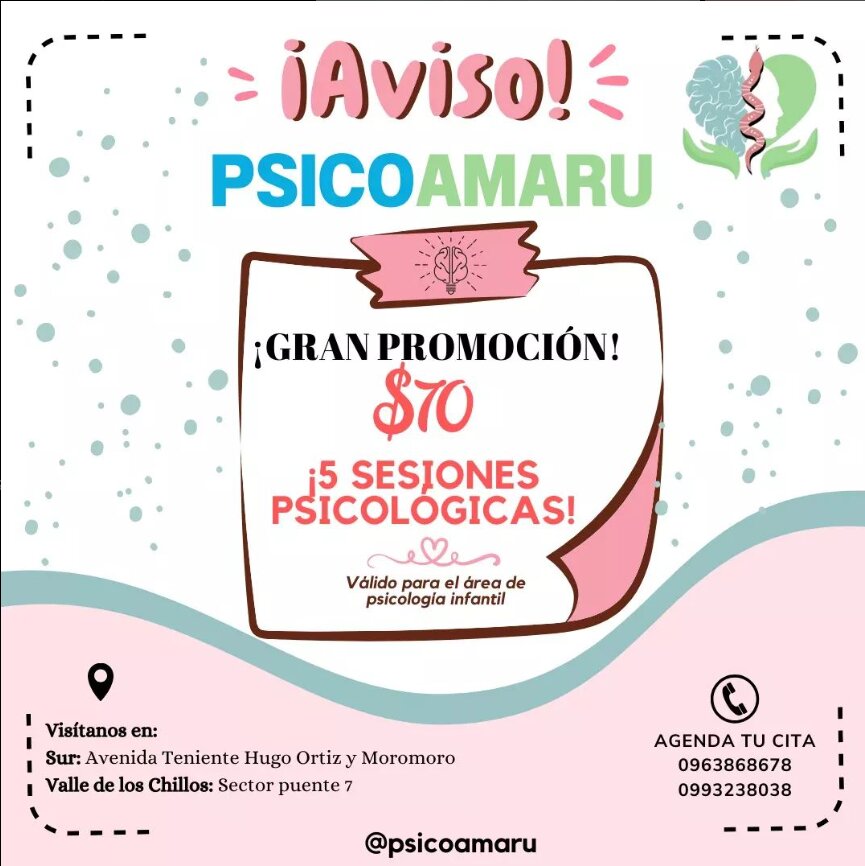 ¡Aviso!
PSICOAMARU
¡GRAN PROMOCIÓN!
$70
¡5 SESIONES
PSICOLÓGICAS!
Válido para el área de
psicología infantil
Visítanos en:
Sur: Avenida Teniente Hugo Ortiz y Moromoro
Valle de los Chillos: Sector puente 7
AGENDA TU CITA
0963868678
0993238038
@psicoamaru